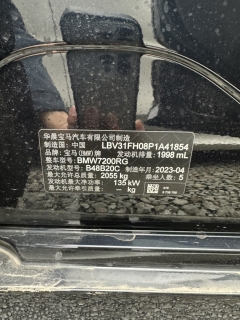 华晨宝马汽车有限公司制造
制造国: 中国 LBV31FH08P1A41854
品牌: 宝马(BMW)牌 发动机排量: 1998 mL
整车型号: BMW7200RG
发动机型号: B48B20C 制造年月: 2023-04
最大允许总质量: 2055 kg 乘坐人数: 5
发动机最大净功率: 135 kW
kg